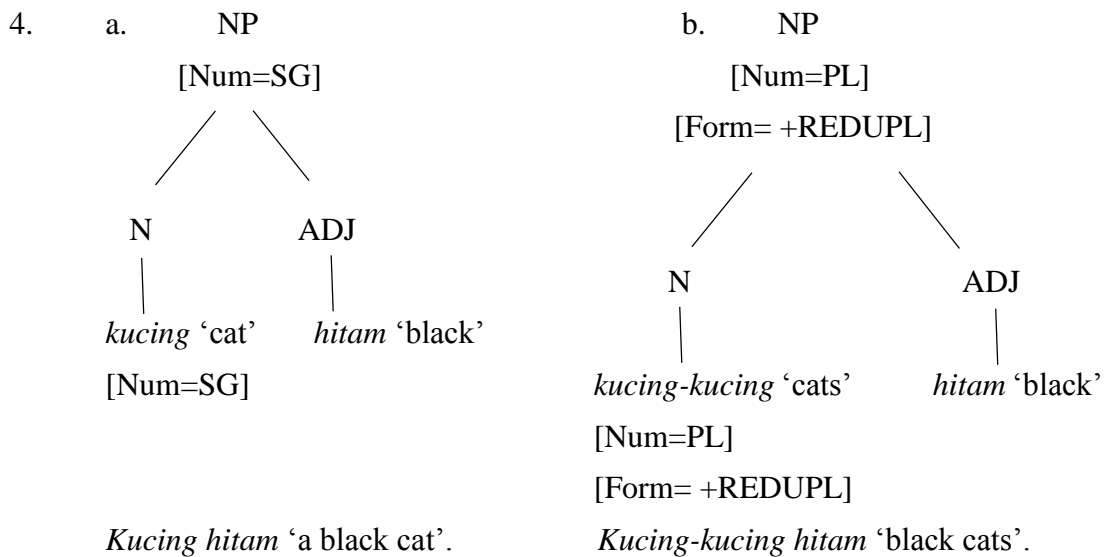 4. a. NP b. NP
[Num=SG] [Num=PL]
[Form= +REDUPL]
N ADJ
N ADJ
kucing ‘cat’ hitam ‘black’
[Num=SG] kucing-kucing ‘cats’ hitam ‘black’
[Num=PL]
[Form= +REDUPL]
Kucing hitam ‘a black cat’. Kucing-kucing hitam ‘black cats’.